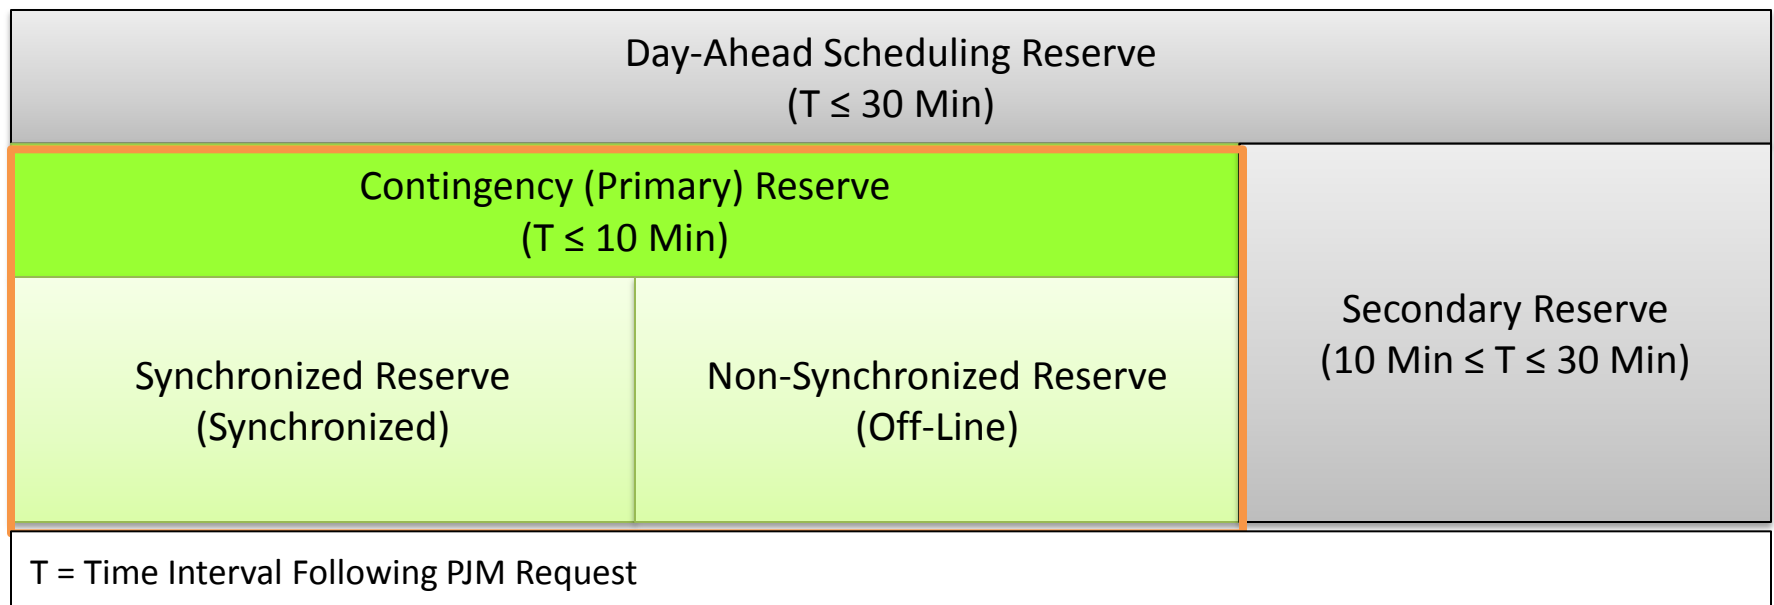 Day-Ahead Scheduling Reserve
(T ≤ 30 Min)
Contingency (Primary) Reserve
(T ≤ 10 Min)
Synchronized Reserve
(Synchronized)
Non-Synchronized Reserve
(Off-Line)
Secondary Reserve
(10 Min ≤ T ≤ 30 Min)
T = Time Interval Following PJM Request